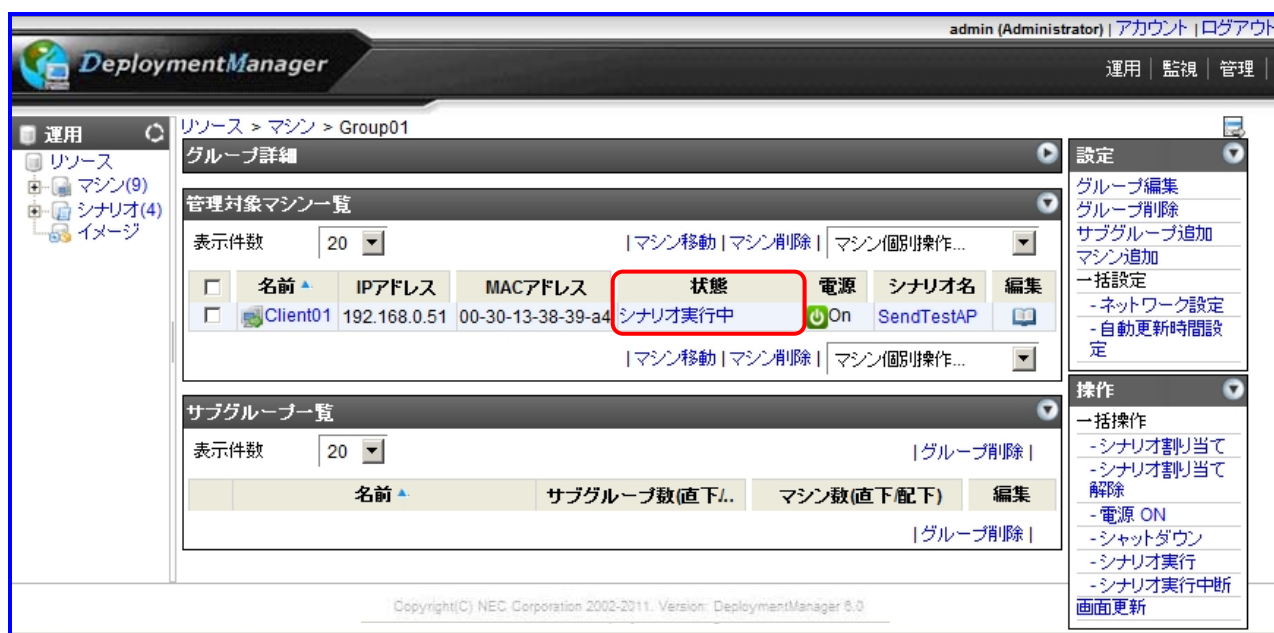 admin (Administrator) | アカウント | ログアウト
DeploymentManager
運用 | 監視 | 管理 |
運用
リソース
マシン(9)
シナリオ(4)
イメージ
リソース > マシン > Group01
グループ詳細
管理対象マシン一覧
表示件数 20 | マシン移動 | マシン削除 | マシン個別操作...
名前 IPアドレス MACアドレス 状態 電源 シナリオ名 編集
Client01 192.168.0.51 00-30-13-38-39-a4 シナリオ実行中 On SendTestAP
| マシン移動 | マシン削除 | マシン個別操作...
サブグループ一覧
表示件数 20 | グループ削除 |
名前 サブグループ数(直下/.. マシン数(直下/配下) 編集
| グループ削除 |
設定
グループ編集
グループ削除
サブグループ追加
マシン追加
一括設定
- ネットワーク設定
- 自動更新時間設
定
操作
一括操作
- シナリオ割り当て
- シナリオ割り当て
解除
- 電源 ON
- シャットダウン
- シナリオ実行
- シナリオ実行中断
画面更新
Copyright(C) NEC Corporation 2002-2011. Version: DeploymentManager 6.0